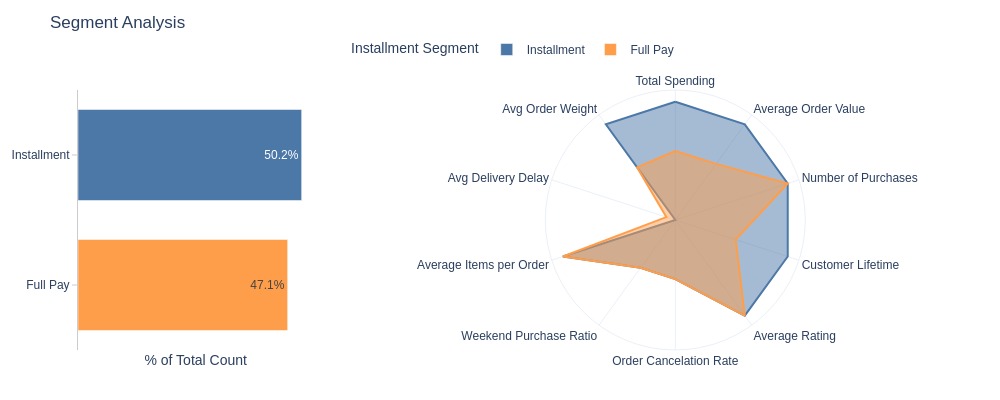 Segment Analysis
Installment Segment
Installment
Full Pay
Installment
50.2%
Full Pay
47.1%
% of Total Count
Total Spending
Average Order Value
Number of Purchases
Customer Lifetime
Average Rating
Order Cancelation Rate
Weekend Purchase Ratio
Average Items per Order
Avg Delivery Delay
Avg Order Weight